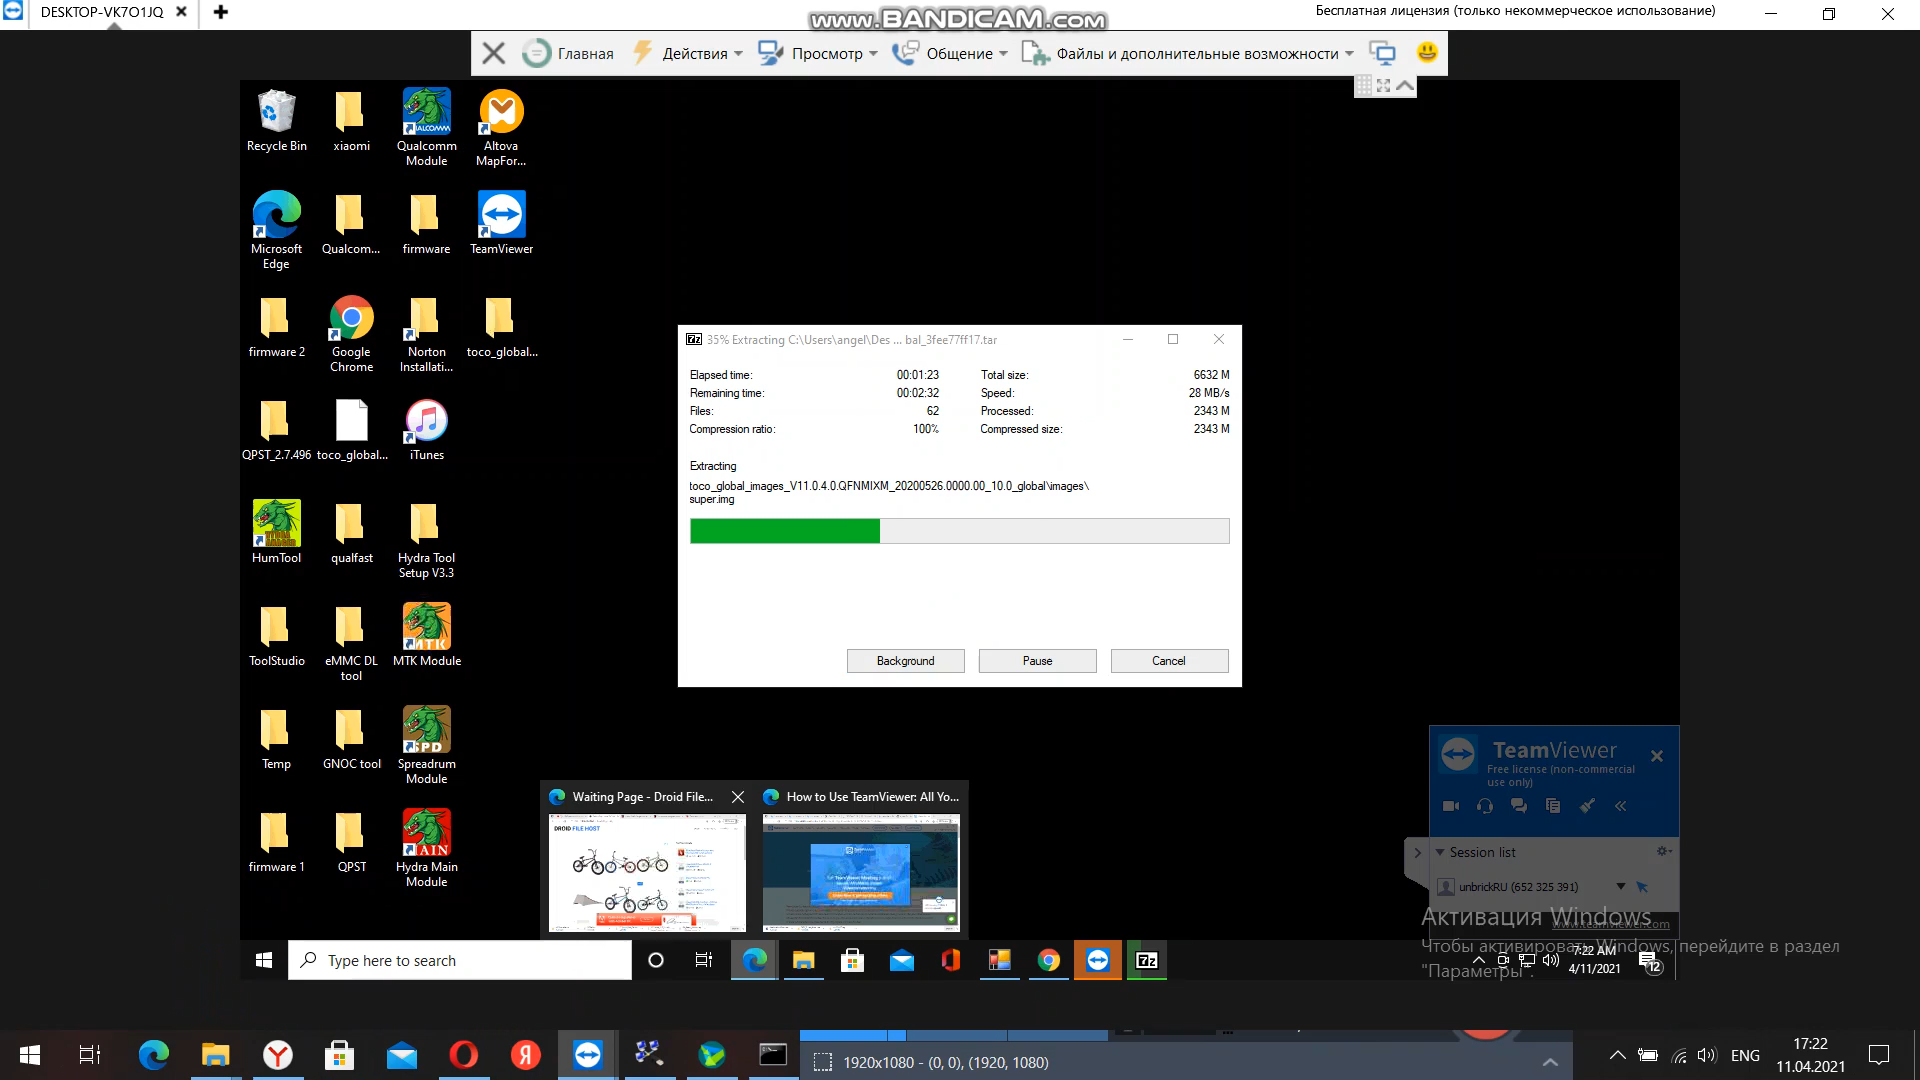 DESKTOP-VK7O1JQ
www.BANDICAM.com
Бесплатная лицензия (только некоммерческое использование)
Главная
Действия
Просмотр
Общение
Файлы и дополнительные возможности
Recycle Bin
xiaomi
Qualcomm Module
Altova MapFor...
Microsoft Edge
Qualcom...
firmware
TeamViewer
firmware 2
Google Chrome
Norton Installati...
toco_global...
QPST_2.7.496
toco_global...
iTunes
HumTool
qualfast
Hydra Tool Setup V3.3
ToolStudio
eMMC DL tool
MTK Module
Temp
GNOC tool
Spreadrum Module
firmware 1
QPST
Hydra Main Module
35% Extracting C:\Users\angel\Des ... bal_3fee77ff17.tar
Elapsed time: 00:01:23 Total size: 6632 M
Remaining time: 00:02:32 Speed: 28 MB/s
Files: 62 Processed: 2343 M
Compression ratio: 100% Compressed size: 2343 M
Extracting
toco_global_images_V11.0.4.0.QFNMIXM_20200526.0000.00_10.0_global\images\
super.img
Background
Pause
Cancel
Waiting Page - Droid File...
How to Use TeamViewer: All Yo...
DROID FILE HOST
TeamViewer
Free license (non-commercial
use only)
Session list
unbrickRU (652 325 391)
www.teamviewer.com
Активация Windows
Чтобы активировать Windows, перейдите в раздел
"Параметры".
Type here to search
7:22 AM
4/11/2021
12
1920x1080 - (0, 0), (1920, 1080)
ENG
17:22
11.04.2021